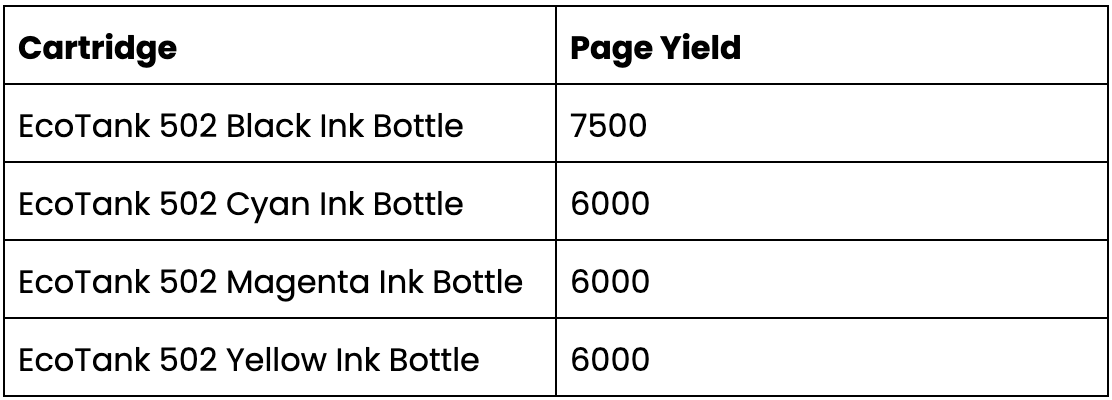 Cartridge Page Yield
EcoTank 502 Black Ink Bottle 7500
EcoTank 502 Cyan Ink Bottle 6000
EcoTank 502 Magenta Ink Bottle 6000
EcoTank 502 Yellow Ink Bottle 6000